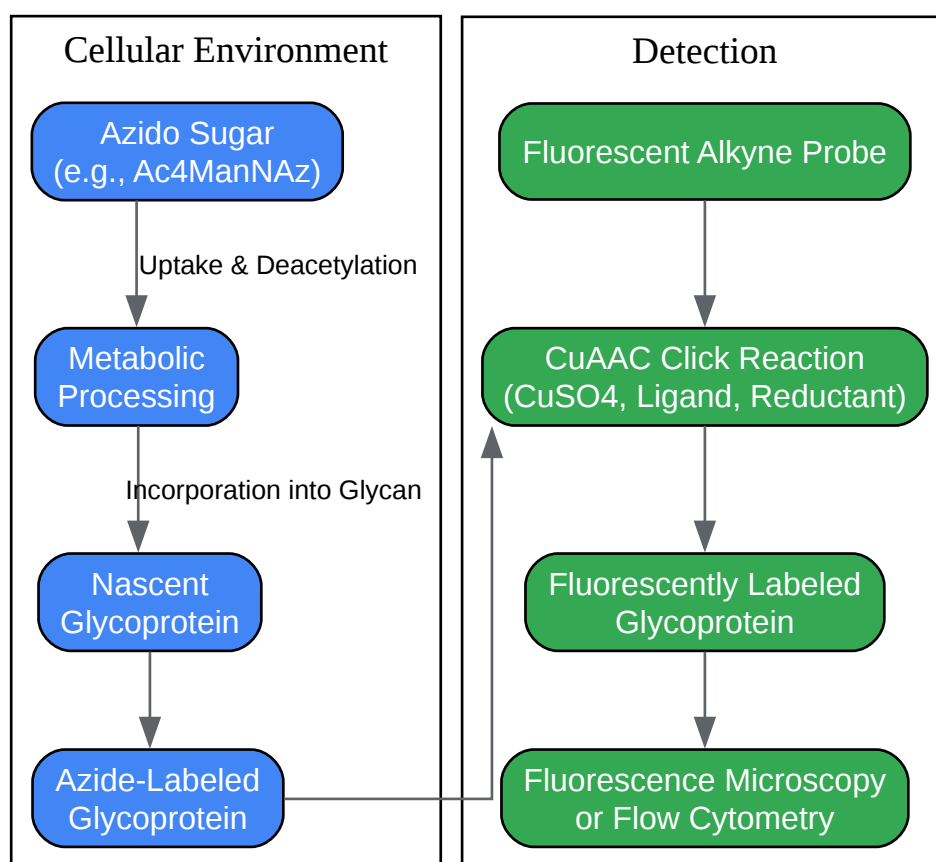 Cellular Environment
Azido Sugar
(e.g., Ac4ManNAz)
Uptake & Deacetylation
Metabolic
Processing
Incorporation into Glycan
Nascent
Glycoprotein
Azide-Labeled
Glycoprotein
Detection
Fluorescent Alkyne Probe
CuAAC Click Reaction
(CuSO4, Ligand, Reductant)
Fluorescently Labeled
Glycoprotein
Fluorescence Microscopy
or Flow Cytometry